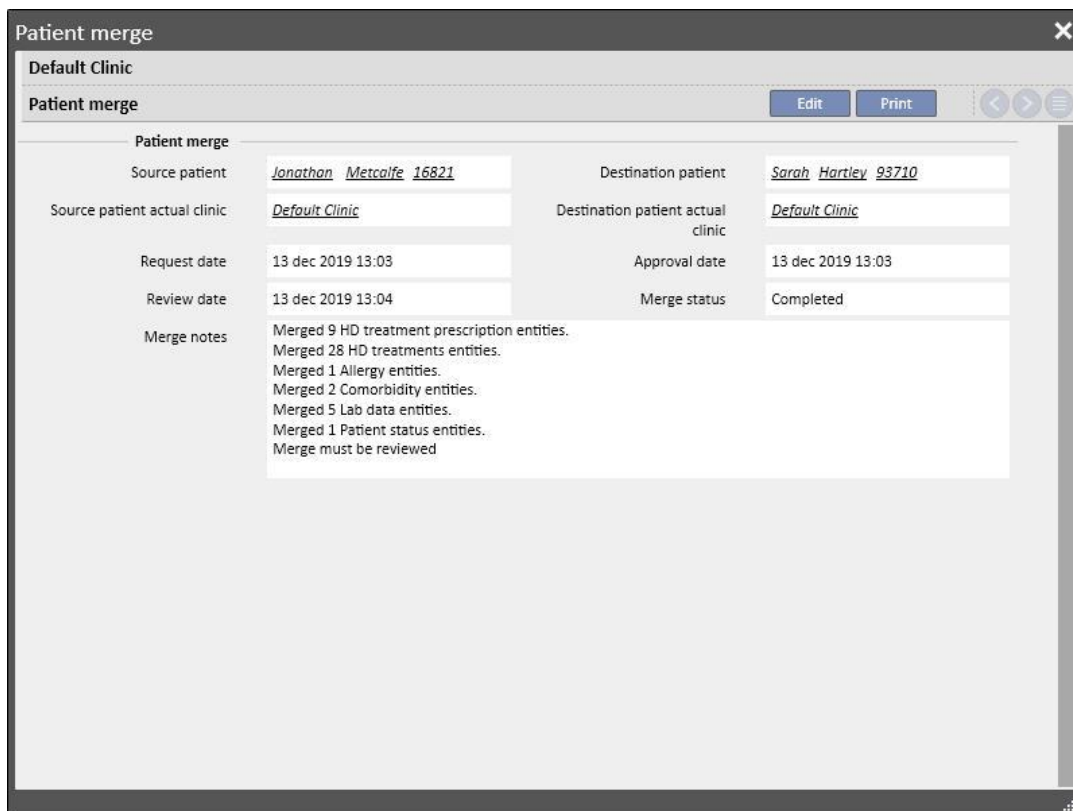 Patient merge
Default Clinic
Patient merge Edit Print
Patient merge
Source patient Jonathan Metcalfe 16821 Destination patient Sarah Hartley 93710
Source patient actual clinic Default Clinic Destination patient actual clinic Default Clinic
Request date 13 dec 2019 13:03 Approval date 13 dec 2019 13:03
Review date 13 dec 2019 13:04 Merge status Completed
Merge notes Merged 9 HD treatment prescription entities.
Merged 28 HD treatments entities.
Merged 1 Allergy entities.
Merged 2 Comorbidity entities.
Merged 5 Lab data entities.
Merged 1 Patient status entities.
Merge must be reviewed